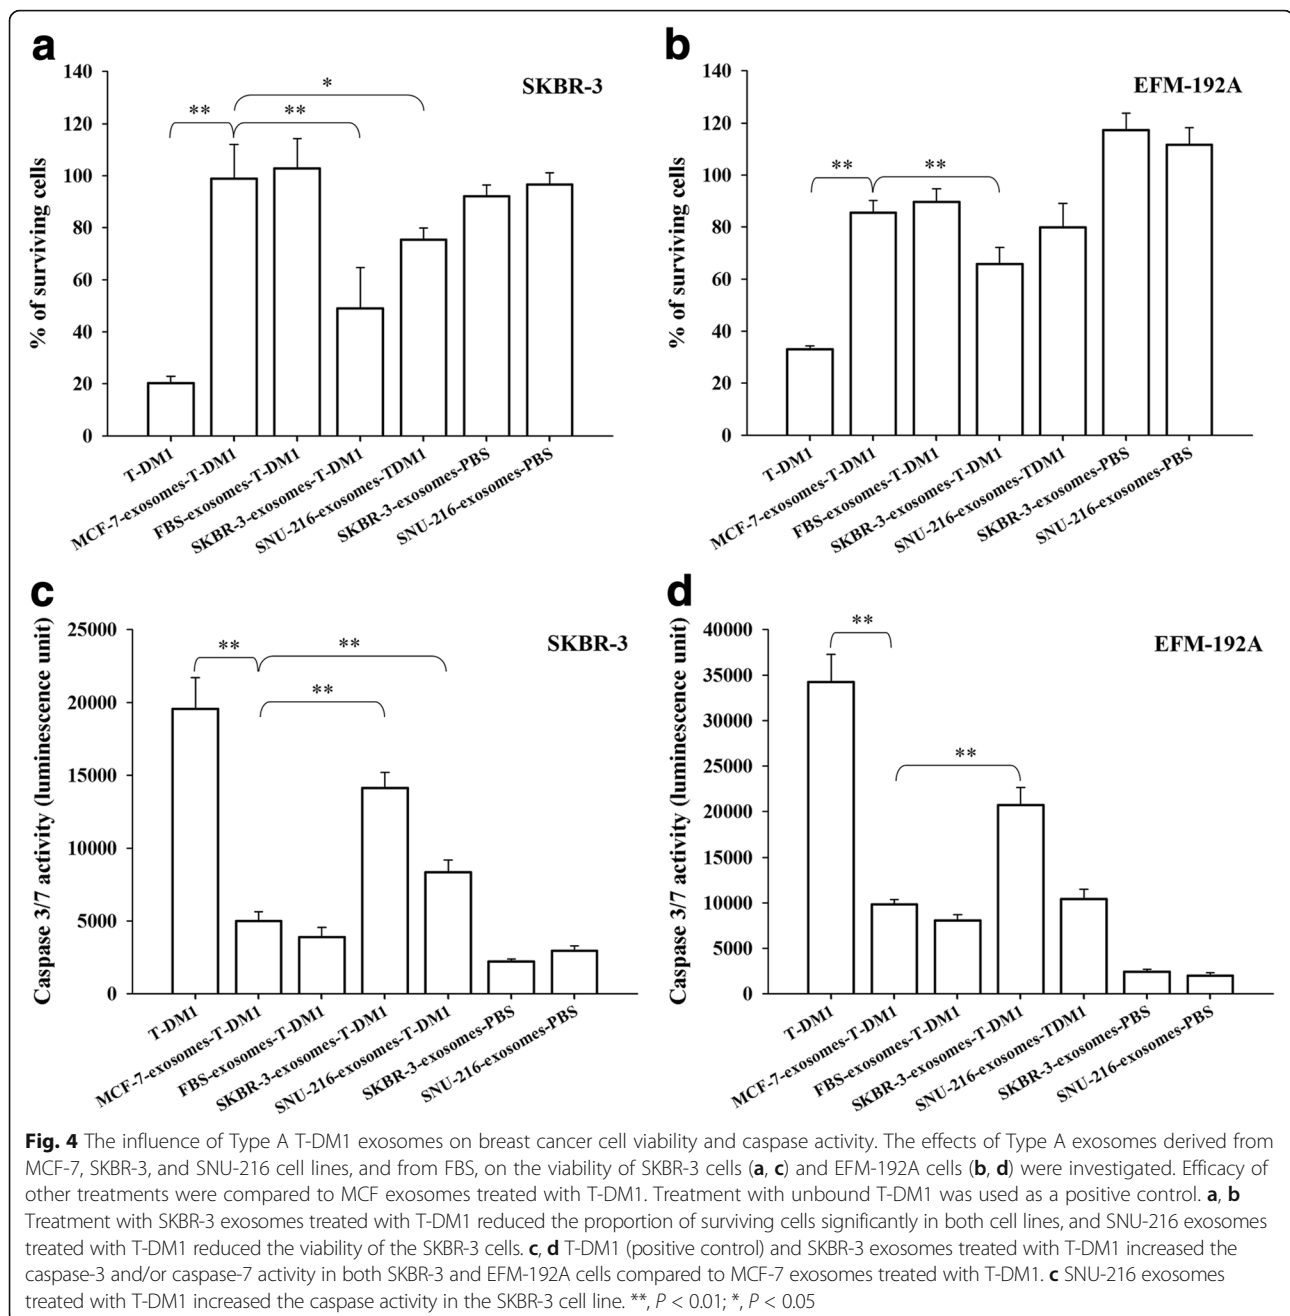 a
SKBR-3
% of surviving cells
140
120
100
80
60
40
20
0
**
**
*
T-DM1
MCF-7-exosomes-T-DM1
FBS-exosomes-T-DM1
SKBR-3-exosomes-T-DM1
SNU-216-exosomes-TDM1
SKBR-3-exosomes-PBS
SNU-216-exosomes-PBS
b
EFM-192A
% of surviving cells
140
120
100
80
60
40
20
0
**
**
T-DM1
MCF-7-exosomes-T-DM1
FBS-exosomes-T-DM1
SKBR-3-exosomes-T-DM1
SNU-216-exosomes-TDM1
SKBR-3-exosomes-PBS
SNU-216-exosomes-PBS
c
SKBR-3
Caspase 3/7 activity (luminescence unit)
25000
20000
15000
10000
5000
0
**
**
**
T-DM1
MCF-7-exosomes-T-DM1
FBS-exosomes-T-DM1
SKBR-3-exosomes-T-DM1
SNU-216-exosomes-T-DM1
SKBR-3-exosomes-PBS
SNU-216-exosomes-PBS
d
EFM-192A
Caspase 3/7 activity (luminescence unit)
40000
35000
30000
25000
20000
15000
10000
5000
0
**
**
T-DM1
MCF-7-exosomes-T-DM1
FBS-exosomes-T-DM1
SKBR-3-exosomes-T-DM1
SNU-216-exosomes-TDM1
SKBR-3-exosomes-PBS
SNU-216-exosomes-PBS
Fig. 4 The influence of Type A T-DM1 exosomes on breast cancer cell viability and caspase activity. The effects of Type A exosomes derived from
MCF-7, SKBR-3, and SNU-216 cell lines, and from FBS, on the viability of SKBR-3 cells (a, c) and EFM-192A cells (b, d) were investigated. Efficacy of
other treatments were compared to MCF exosomes treated with T-DM1. Treatment with unbound T-DM1 was used as a positive control. a, b
Treatment with SKBR-3 exosomes treated with T-DM1 reduced the proportion of surviving cells significantly in both cell lines, and SNU-216 exosomes
treated with T-DM1 reduced the viability of the SKBR-3 cells. c, d T-DM1 (positive control) and SKBR-3 exosomes treated with T-DM1 increased the
caspase-3 and/or caspase-7 activity in both SKBR-3 and EFM-192A cells compared to MCF-7 exosomes treated with T-DM1. c SNU-216 exosomes
treated with T-DM1 increased the caspase activity in the SKBR-3 cell line. **, P < 0.01; *, P < 0.05